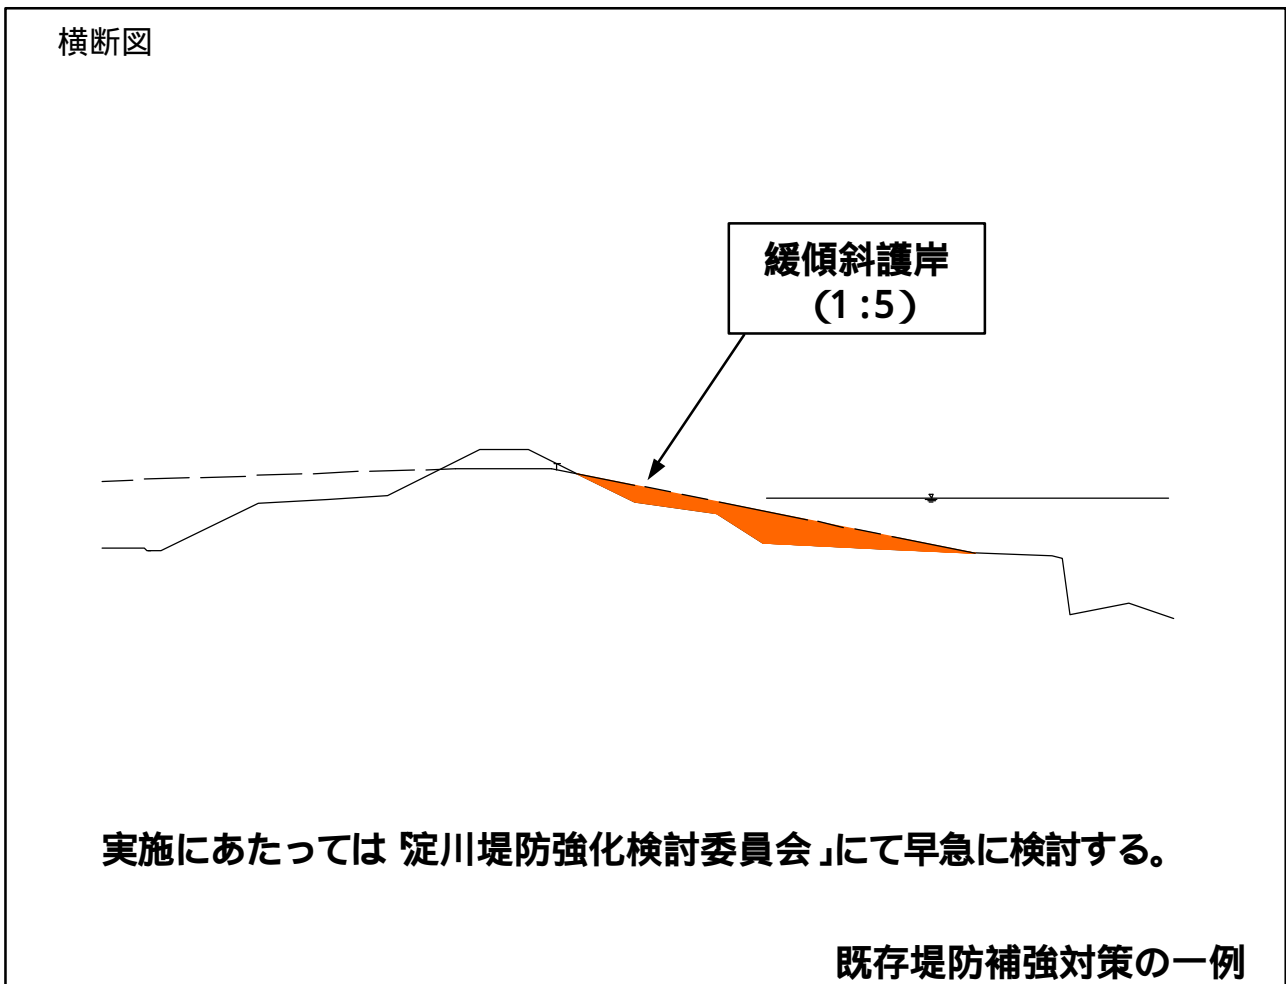 横断図
緩傾斜護岸
(1:5)
実施にあたっては「淀川堤防強化検討委員会」にて早急に検討する。
既存堤防補強対策の一例